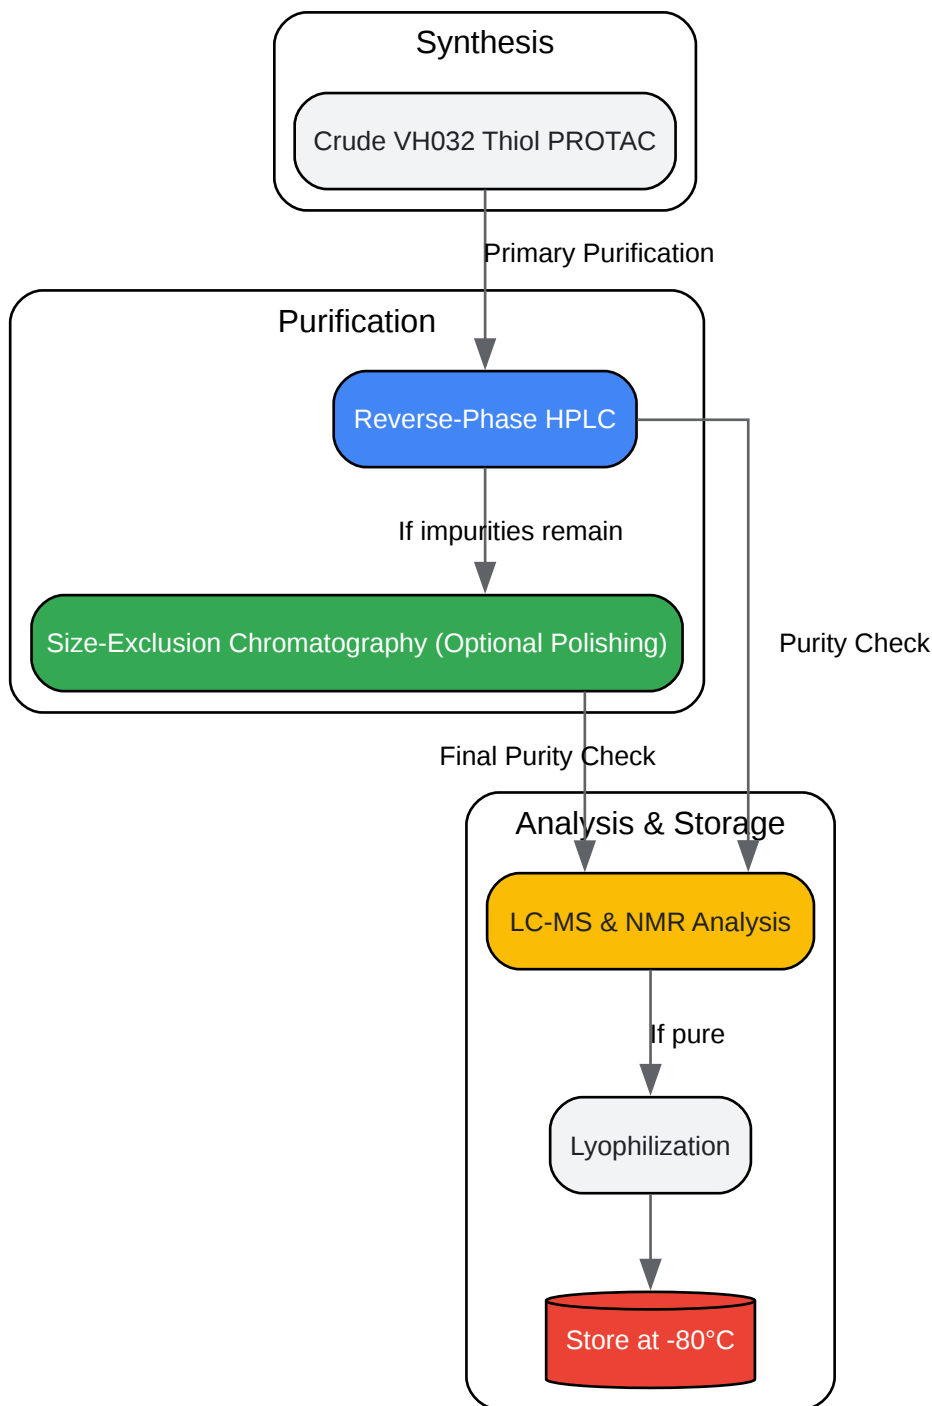 Synthesis
Crude VH032 Thiol PROTAC
Primary Purification
Purification
Reverse-Phase HPLC
If impurities remain
Size-Exclusion Chromatography (Optional Polishing)
Purity Check
Final Purity Check
Analysis & Storage
LC-MS & NMR Analysis
If pure
Lyophilization
Store at -80°C